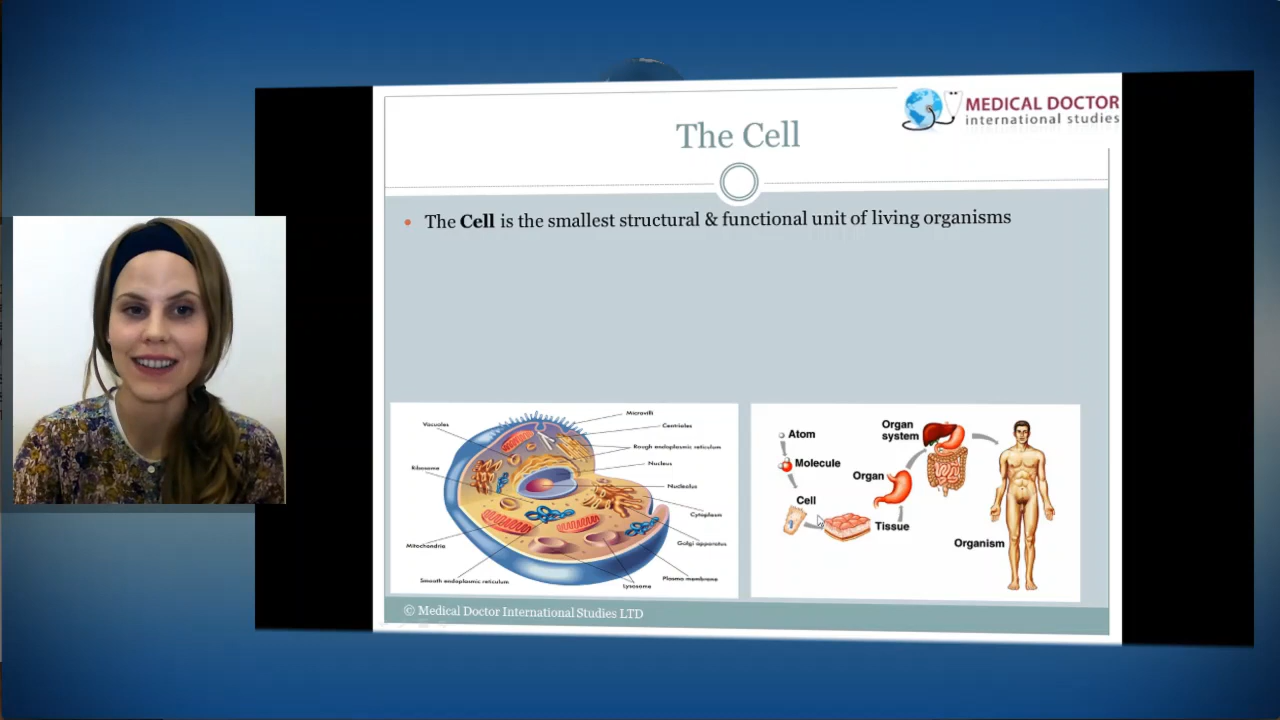 MEDICAL DOCTOR
international studies
The Cell
• The Cell is the smallest structural & functional unit of living organisms
Microvilli
Vacuoles
Centrioles
Rough endoplasmic reticulum
Nucleus
Ribosome
Nucleolus
Cytoplasm
Golgi apparatus
Mitochondria
Plasma membrane
Smooth endoplasmic reticulum
Lysosome
Atom
Molecule
Cell
Tissue
Organ
Organ
system
Organism
© Medical Doctor International Studies LTD